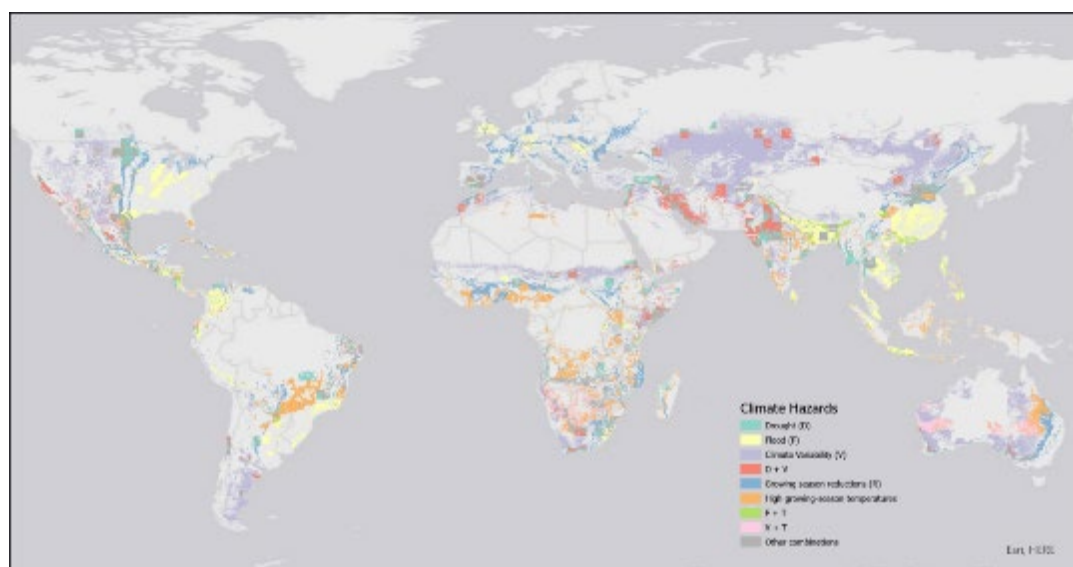 Climate Hazards
Drought (D)
Flood (F)
Climate Variability (V)
D + V
Growing season reductions (R)
High growing-season temperatures
F + T
V + T
Other combinations
Esri, HERE